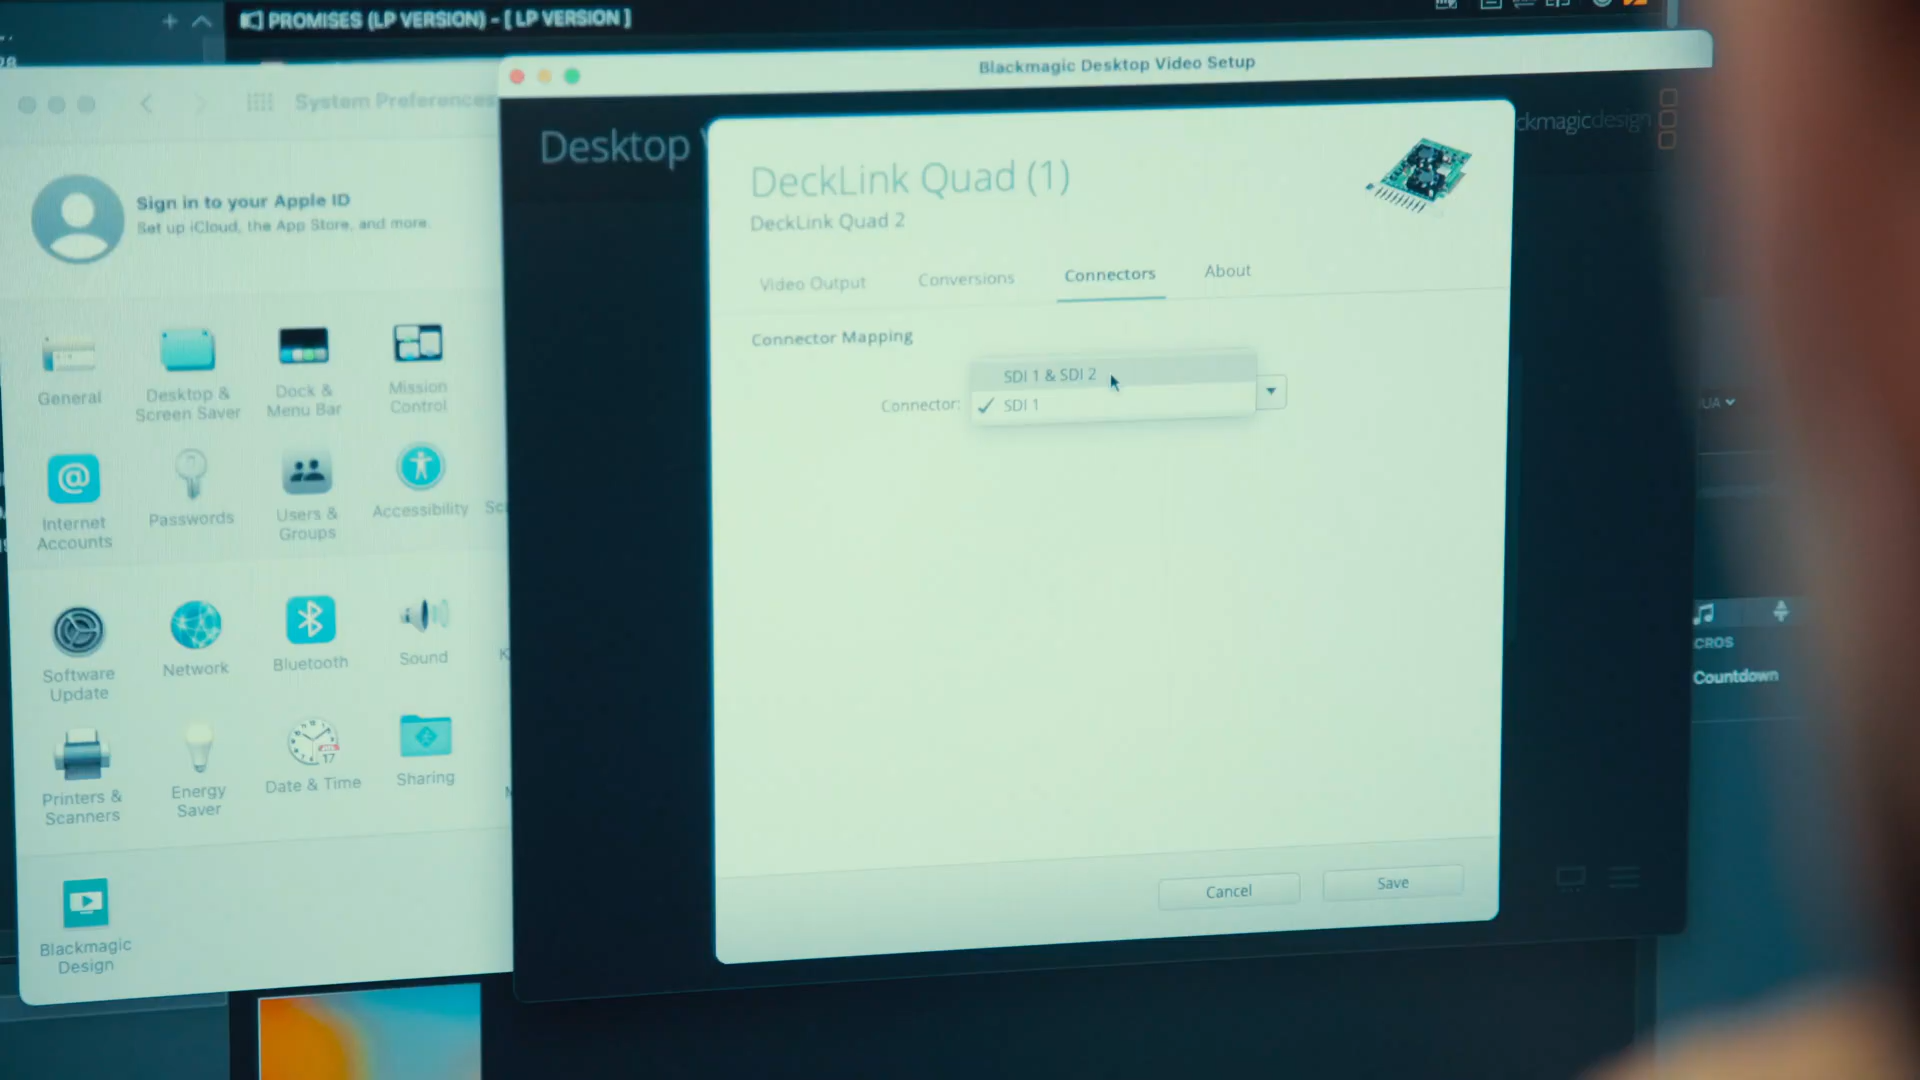 PROMISES (LP VERSION) - [ LP VERSION ]
Blackmagic Desktop Video Setup
System Preferences
Desktop
ckmagicdesign
DeckLink Quad (1)
DeckLink Quad 2
Sign in to your Apple ID
Set up iCloud, the App Store, and more.
Video Output Conversions Connectors About
Connector Mapping
SDI 1 & SDI 2
Connector: SDI 1
UA
General
Desktop &
Screen Saver
Dock &
Menu Bar
Mission
Control
@
Internet
Accounts
Passwords
Users &
Groups
Accessibility
Software
Update
Network
Bluetooth
Sound
CROS
Countdown
Printers &
Scanners
Energy
Saver
17
Date & Time
Sharing
Cancel Save
Blackmagic
Design